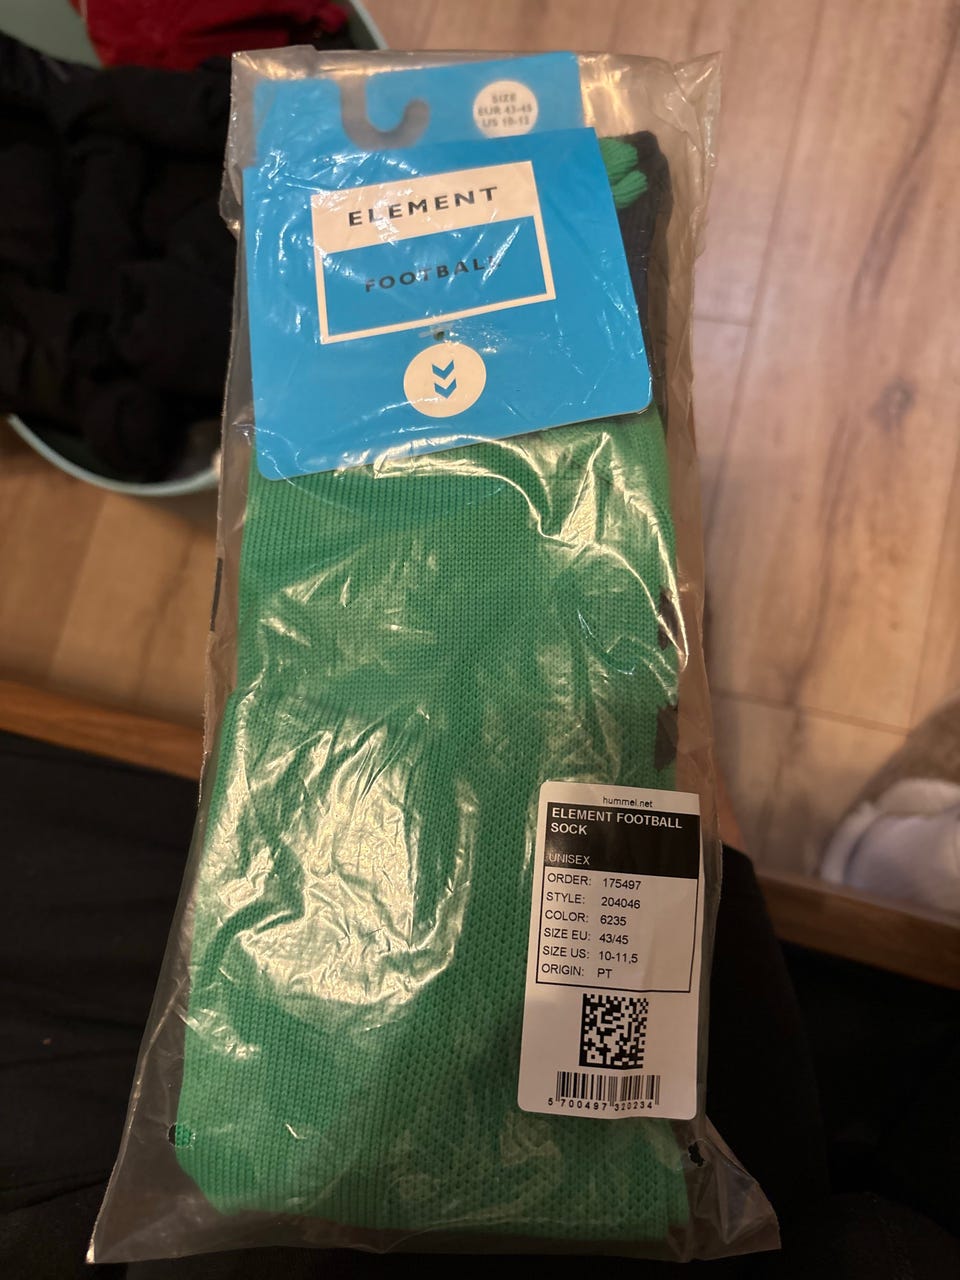 SIZE
EUR 43-45
ELEMENT
FOOTBALL
hummel.net
ELEMENT FOOTBALL
SOCK
UNISEX
ORDER: 175497
STYLE: 204046
COLOR: 6235
SIZE EU: 43/45
SIZE US: 10-11,5
ORIGIN: PT
5 700497 320234